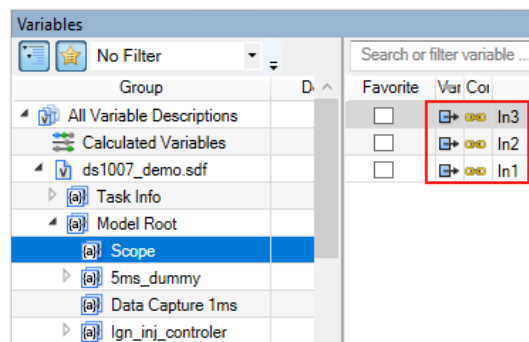 Variables
No Filter
Search or filter variable ...
Group
Favorite
Var Cor
All Variable Descriptions
In3
Calculated Variables
In2
ds1007_demo.sdf
In1
Task Info
Model Root
Scope
5ms_dummy
Data Capture 1ms
Ign_inj_controler